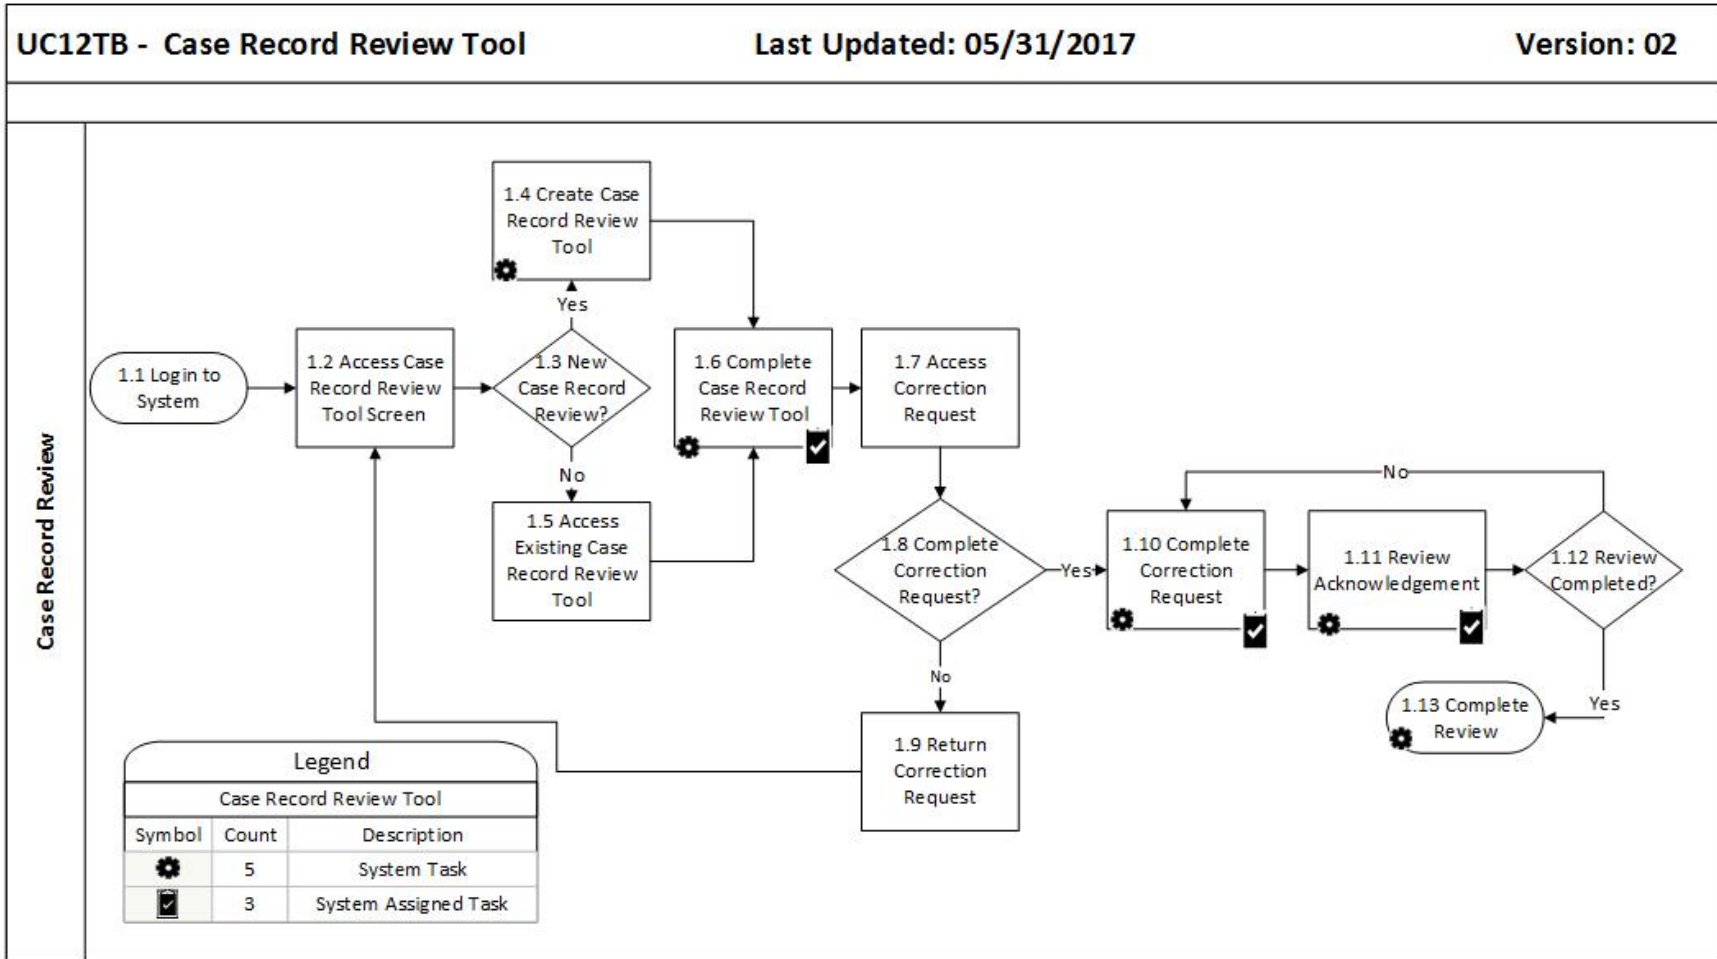 UC12TB - Case Record Review Tool
Last Updated: 05/31/2017
Version: 02
Case Record Review
1.1 Login to
System
1.2 Access Case
Record Review
Tool Screen
1.3 New
Case Record
Review?
Yes
No
1.4 Create Case
Record Review
Tool
1.5 Access
Existing Case
Record Review
Tool
1.6 Complete
Case Record
Review Tool
1.7 Access
Correction
Request
1.8 Complete
Correction
Request?
Yes
No
1.9 Return
Correction
Request
1.10 Complete
Correction
Request
1.11 Review
Acknowledgement
1.12 Review
Completed?
No
Yes
1.13 Complete
Review
Legend
Case Record Review Tool
Symbol Count Description
5 System Task
3 System Assigned Task